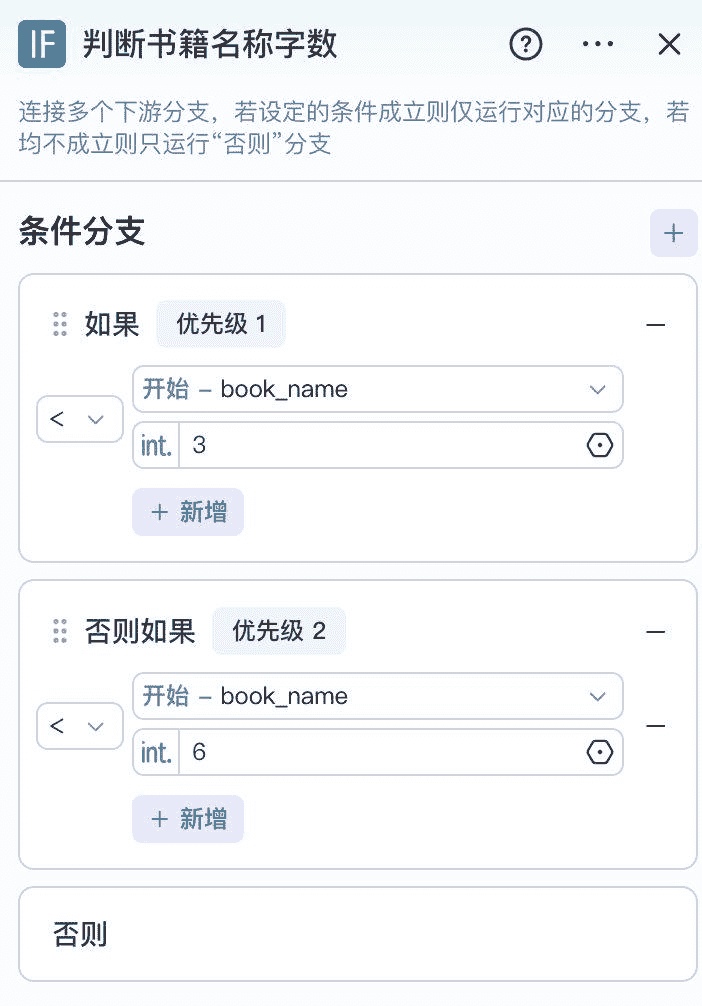 IF 判断书籍名称字数
连接多个下游分支，若设定的条件成立则仅运行对应的分支，若
均不成立则只运行“否则”分支
条件分支
如果 优先级 1
开始 – book_name
<
int. 3
+ 新增
否则如果 优先级 2
开始 – book_name
<
int. 6
+ 新增
否则